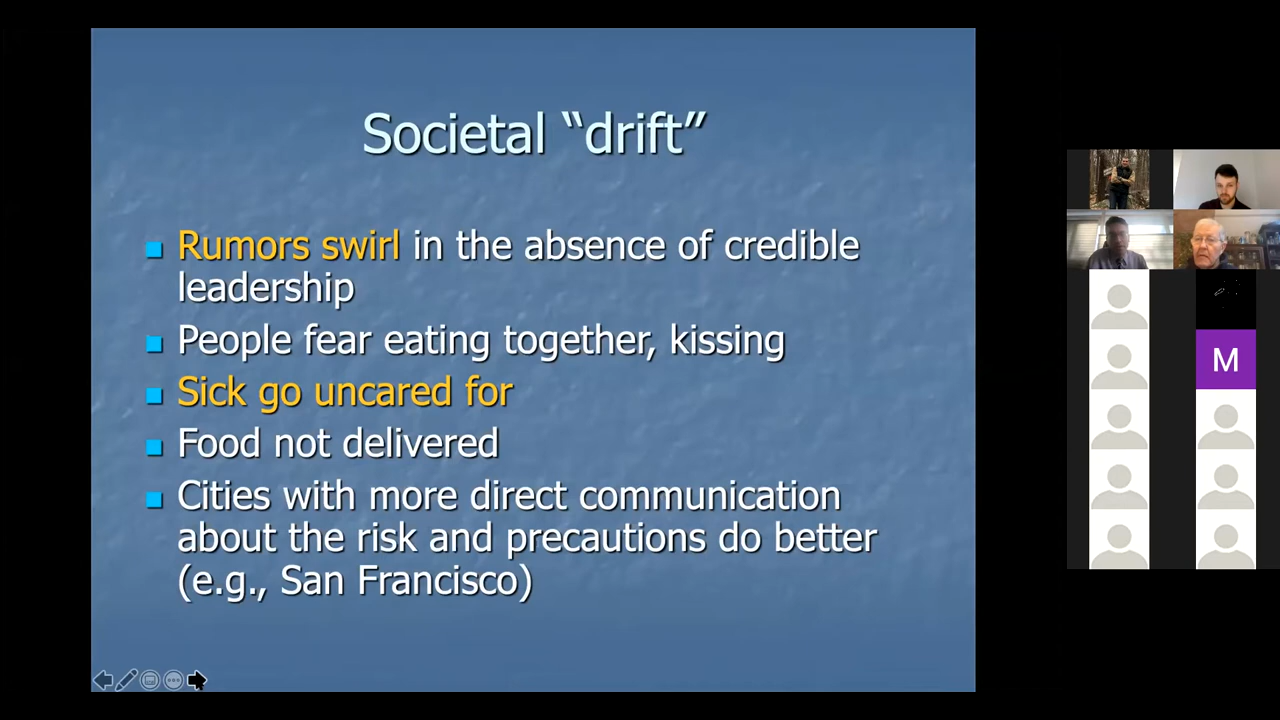 Societal “drift”
Rumors swirl in the absence of credible
leadership
People fear eating together, kissing
Sick go uncared for
Food not delivered
Cities with more direct communication
about the risk and precautions do better
(e.g., San Francisco)
M